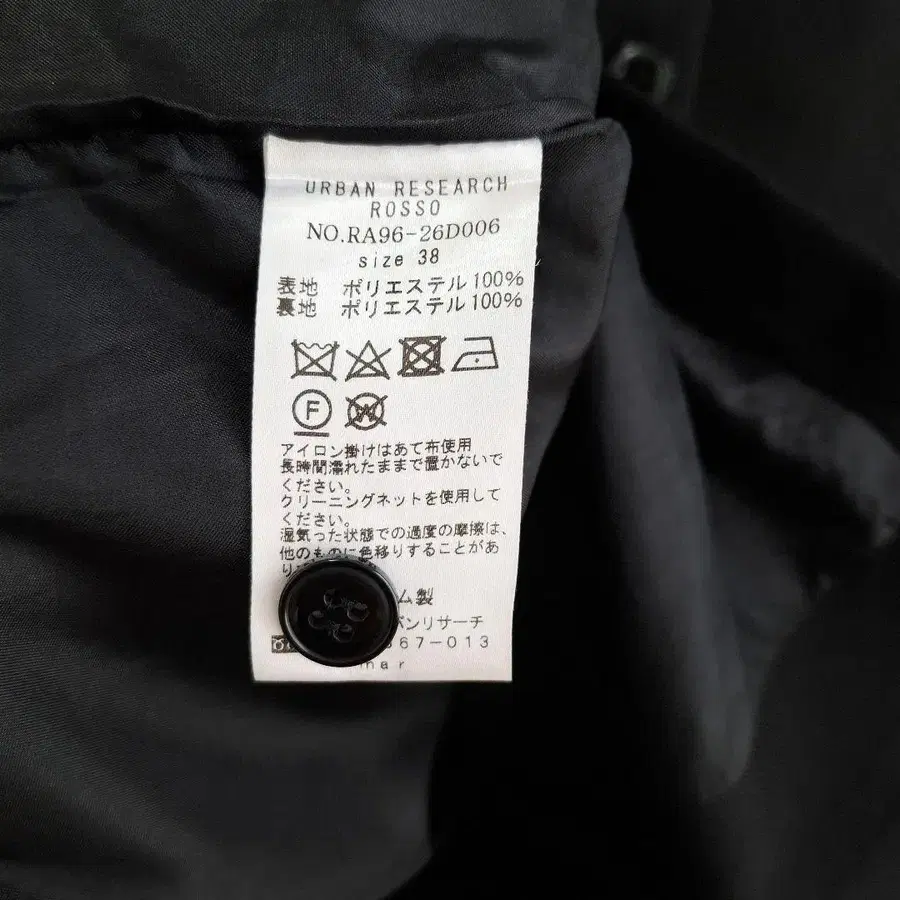 URBAN RESEARCH
ROSSO
NO.RA96-26D006
size 38
表地 ポリエステル100%
裏地 ポリエステル100%
F
W
アイロン掛けはあて布使用
長時間濡れたままで置かないで
ください。
クリーニングネットを使用して
ください。
湿気った状態での過度の摩擦は、
他のものに色移りすることがあ
り
ム製
バンリサーチ
67-013
mar